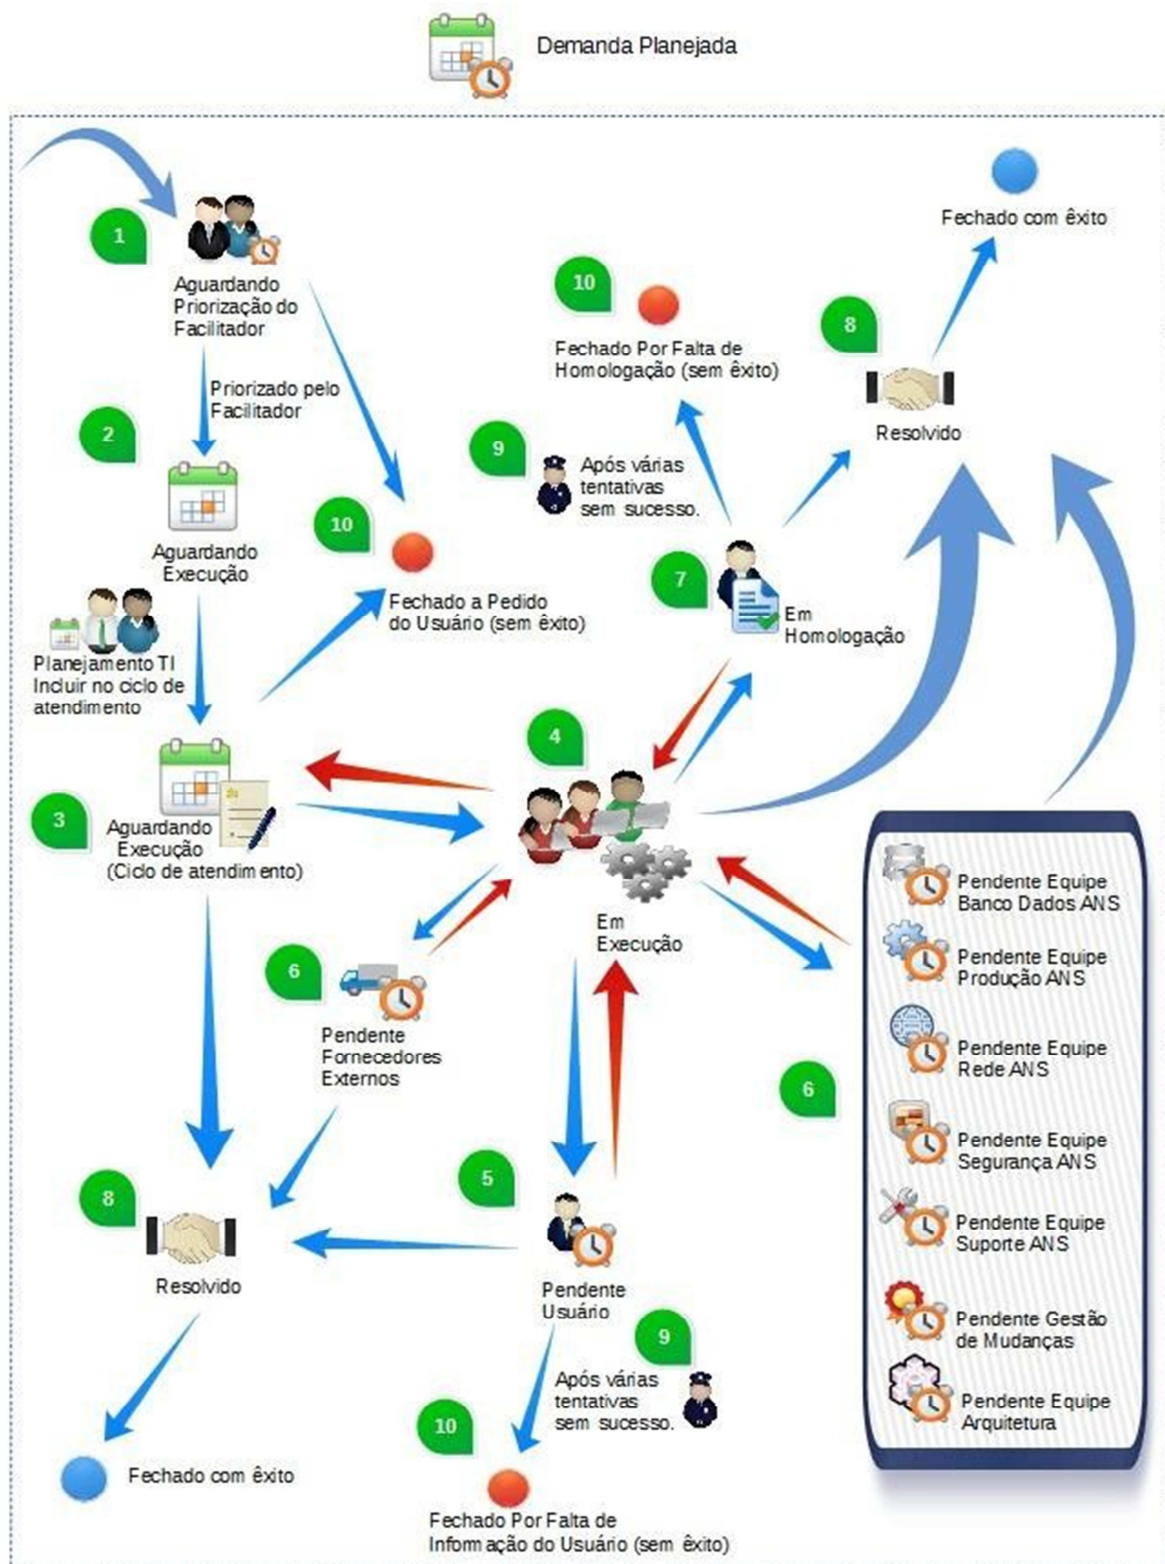 Demanda Planejada
Fechado com êxito
1
Aguardando
Priorização do
Facilitador
10
Fechado Por Falta de
Homologação (sem êxito)
8
Resolvido
Priorizado pelo
Facilitador
2
Aguardando
Execução
9
Após várias
tentativas
sem sucesso.
10
Fechado a Pedido
do Usuário (sem êxito)
7
Em
Homologação
Planejamento TI
Incluir no ciclo de
atendimento
4
3
Aguardando
Execução
(Ciclo de atendimento)
Em
Execução
6
Pendente
Fornecedores
Externos
Pendente Equipe
Banco Dados ANS
Pendente Equipe
Produção ANS
Pendente Equipe
Rede ANS
6
Pendente Equipe
Segurança ANS
Pendente Equipe
Suporte ANS
Pendente Gestão
de Mudanças
Pendente Equipe
Arquitetura
8
Resolvido
5
Pendente
Usuário
9
Após várias
tentativas
sem sucesso.
10
Fechado com êxito
Fechado Por Falta de
Informação do Usuário (sem êxito)